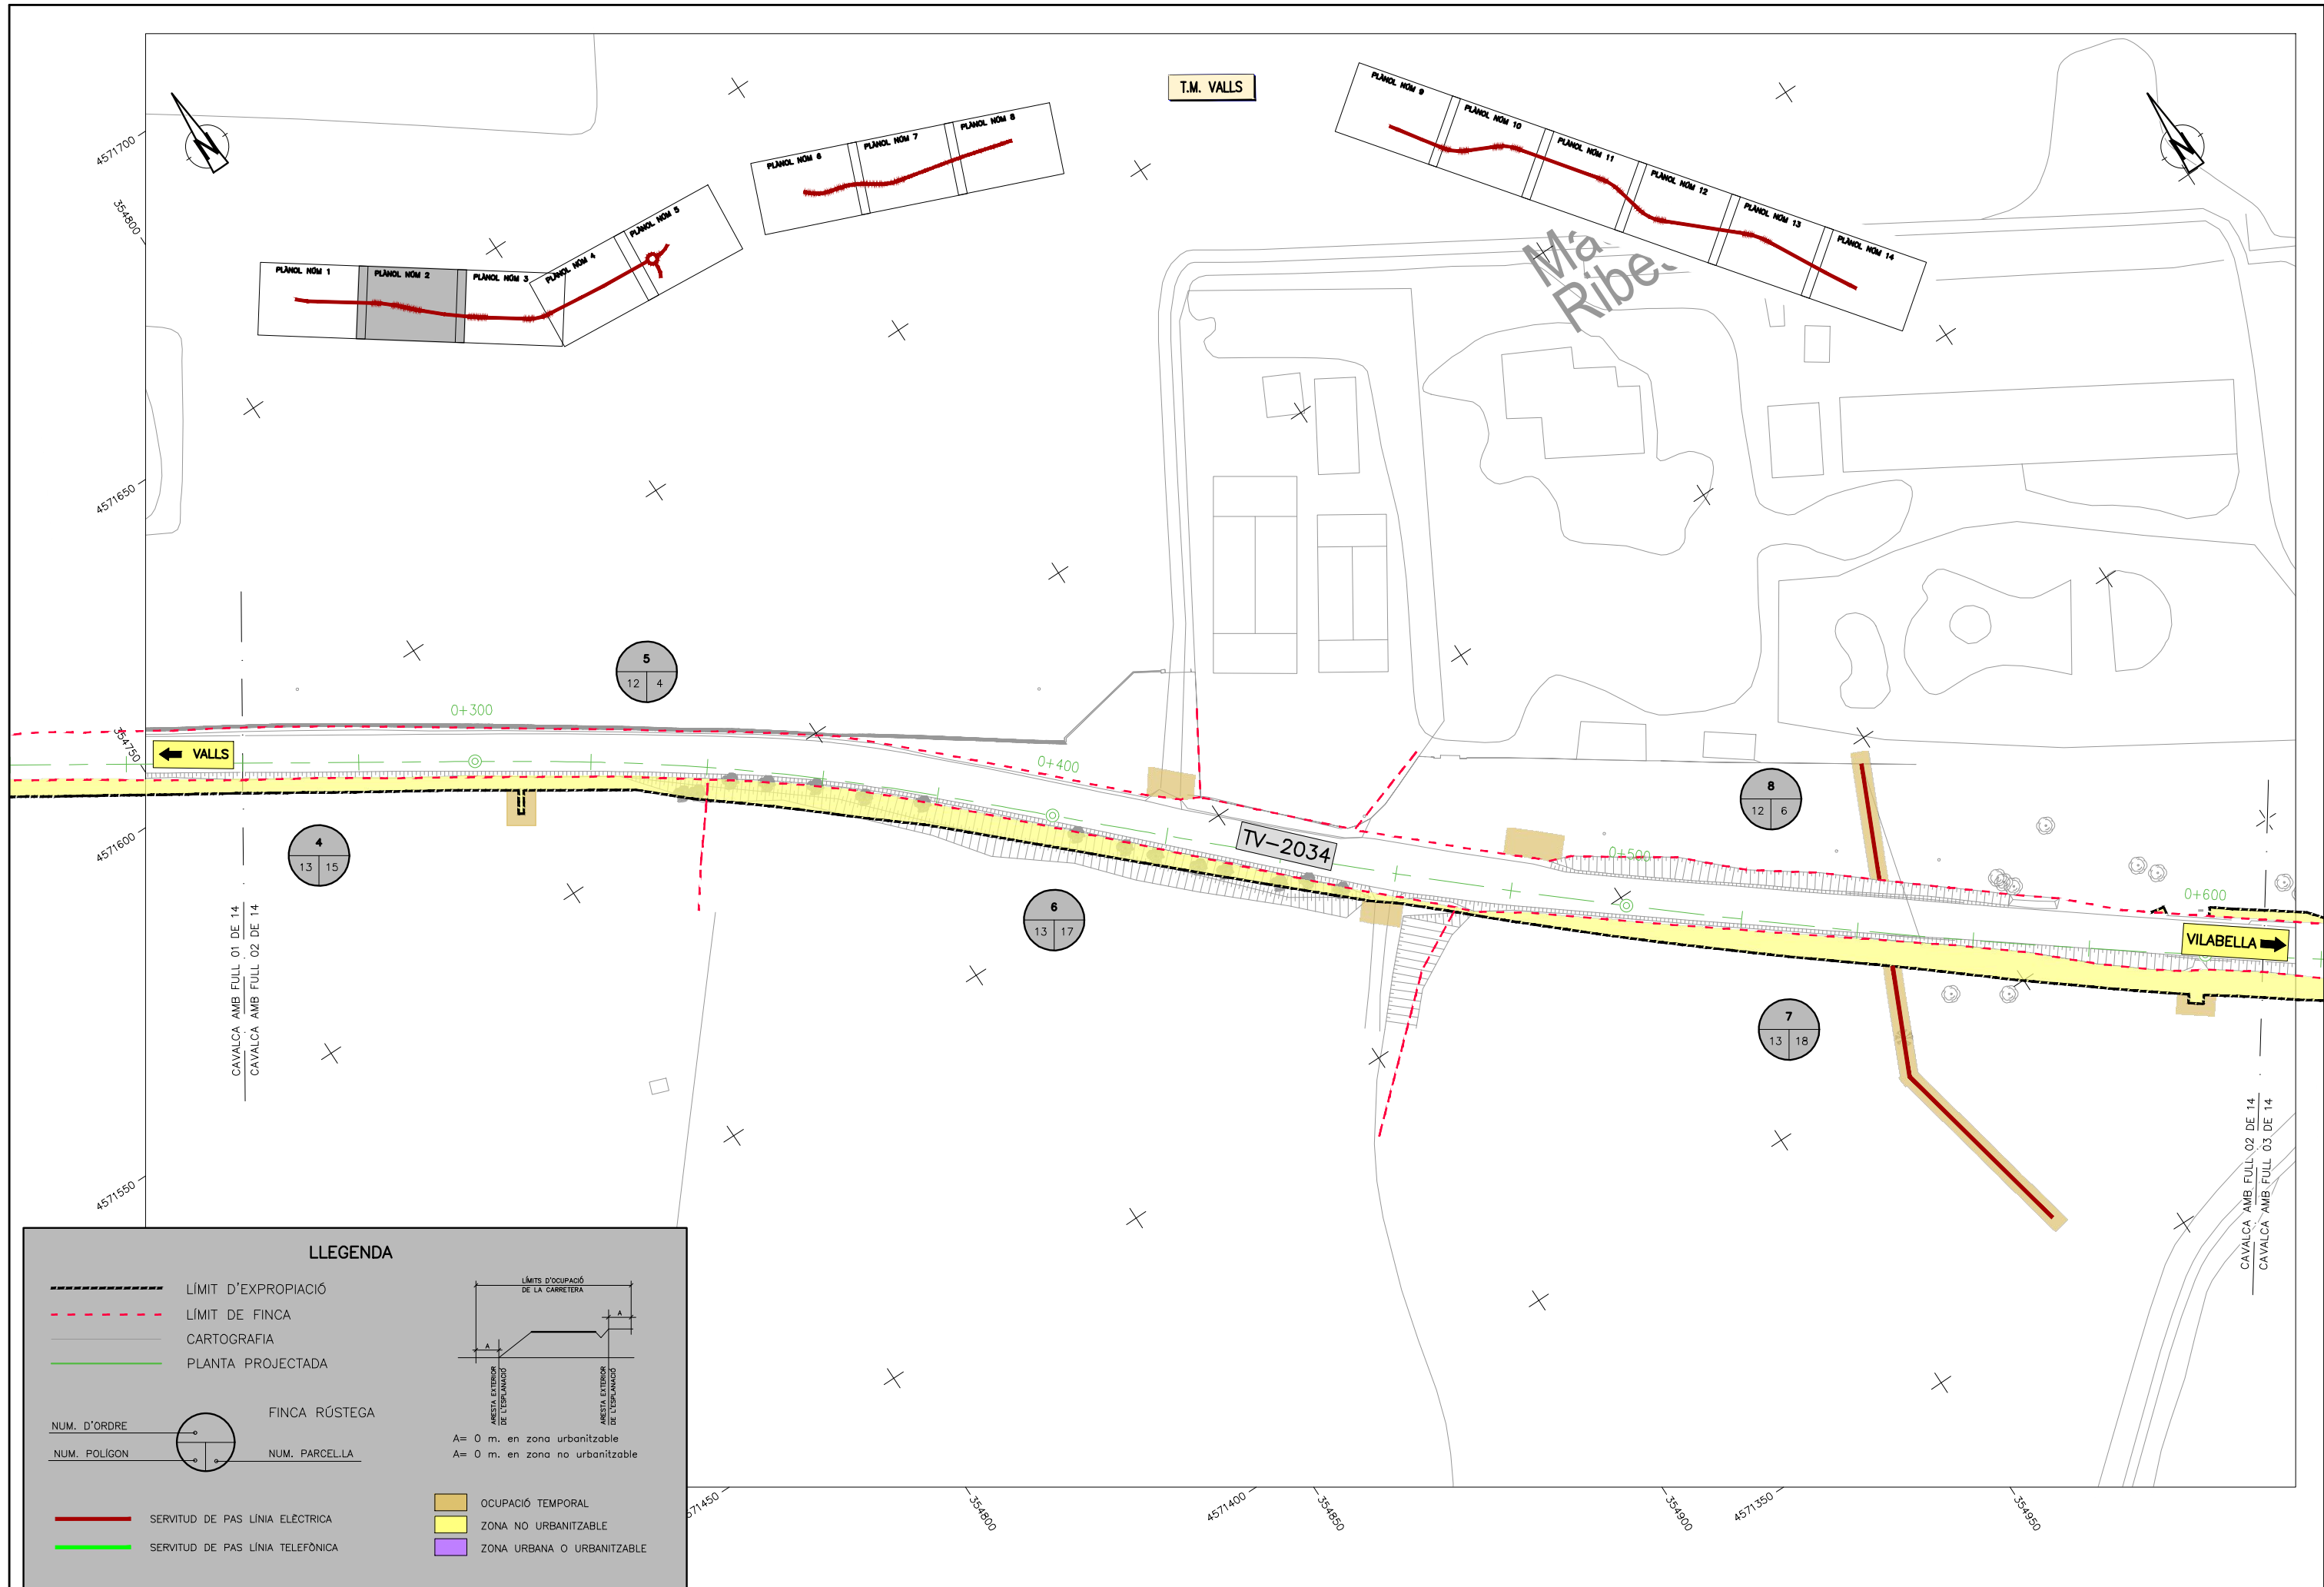 T.M. VALLS
PLÀNOL NÚM 1
PLÀNOL NÚM 2
PLÀNOL NÚM 3
PLÀNOL NÚM 4
PLÀNOL NÚM 5
PLÀNOL NÚM 6
PLÀNOL NÚM 7
PLÀNOL NÚM 8
PLÀNOL NÚM 9
PLÀNOL NÚM 10
PLÀNOL NÚM 11
PLÀNOL NÚM 12
PLÀNOL NÚM 13
PLÀNOL NÚM 14
N
N
4571700
354800
4571650
354750
4571600
4571550
5
12 4
0+300
VALLS
0+400
TV-2034
8
12 6
0+500
0+600
VILABELLA
4
13 15
6
13 17
7
13 18
CAVALCA AMB FULL 01 DE 14
CAVALCA AMB FULL 02 DE 14
CAVALCA AMB FULL 02 DE 14
CAVALCA AMB FULL 03 DE 14
LLEGENDA
LÍMIT D'EXPROPIACIÓ
LÍMIT DE FINCA
CARTOGRAFIA
PLANTA PROJECTADA
LÍMITS D'OCUPACIÓ
DE LA CARRETERA
A
A
ARESTA EXTERIOR
DE L'ESPLANACIÓ
ARESTA EXTERIOR
DE L'ESPLANACIÓ
A= 0 m. en zona urbanitzable
A= 0 m. en zona no urbanitzable
FINCA RÚSTEGA
NUM. D'ORDRE
NUM. POLÍGON
NUM. PARCEL.LA
SERVITUD DE PAS LÍNIA ELÈCTRICA
SERVITUD DE PAS LÍNIA TELEFÒNICA
OCUPACIÓ TEMPORAL
ZONA NO URBANITZABLE
ZONA URBANA O URBANITZABLE
354800
4571400
354850
354900
4571350
354950